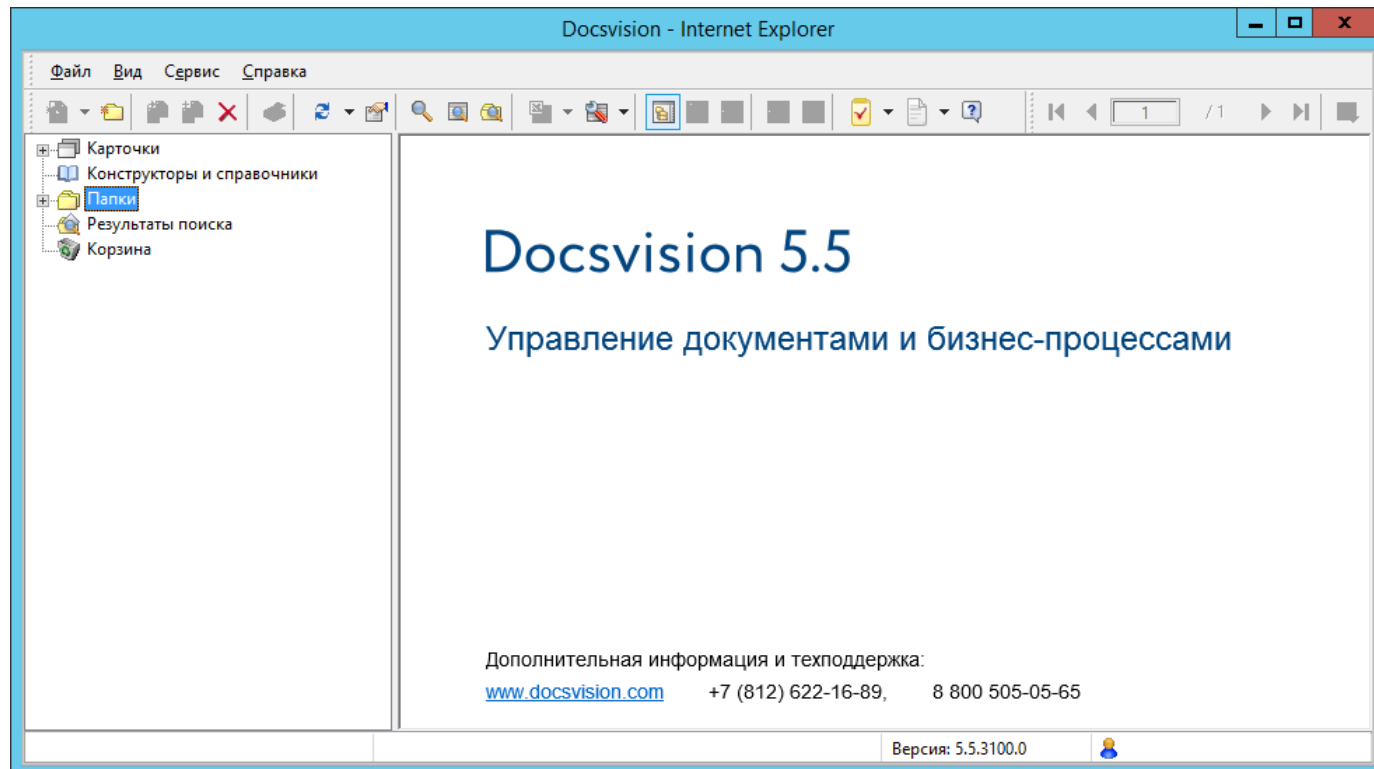 Docsvision - Internet Explorer
Файл Вид Сервис Справка
1 / 1
Карточки
Конструкторы и справочники
Папки
Результаты поиска
Корзина
Docsvision 5.5
Управление документами и бизнес-процессами
Дополнительная информация и техподдержка:
www.docsvision.com +7 (812) 622-16-89, 8 800 505-05-65
Версия: 5.5.3100.0